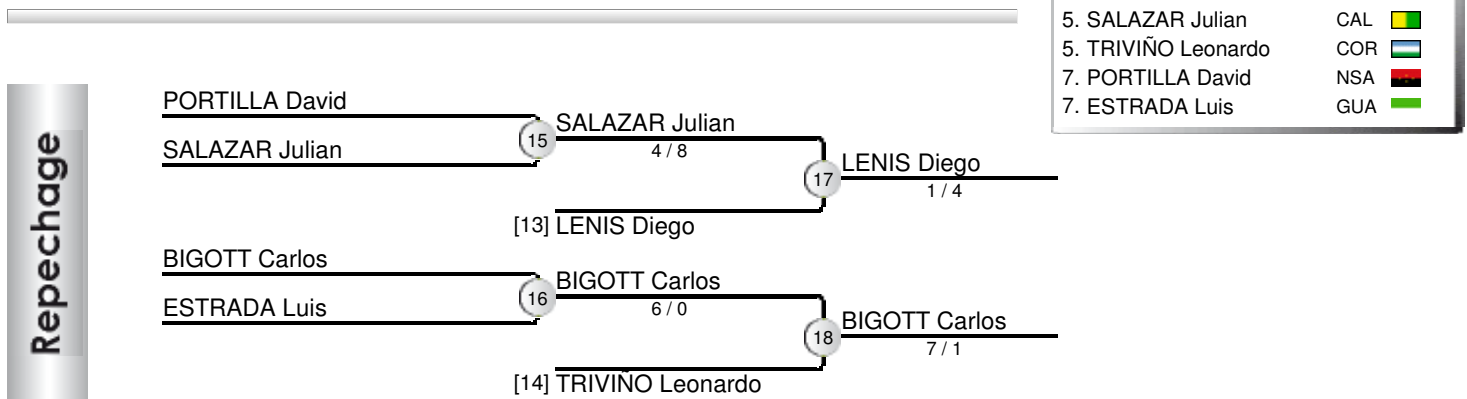 5. SALAZAR Julian CAL
5. TRIVIÑO Leonardo COR
7. PORTILLA David NSA
7. ESTRADA Luis GUA
Repechage
PORTILLA David
SALAZAR Julian
15
SALAZAR Julian
4 / 8
[13] LENIS Diego
17
LENIS Diego
1 / 4
BIGOTT Carlos
ESTRADA Luis
16
BIGOTT Carlos
6 / 0
[14] TRIVIÑO Leonardo
18
BIGOTT Carlos
7 / 1